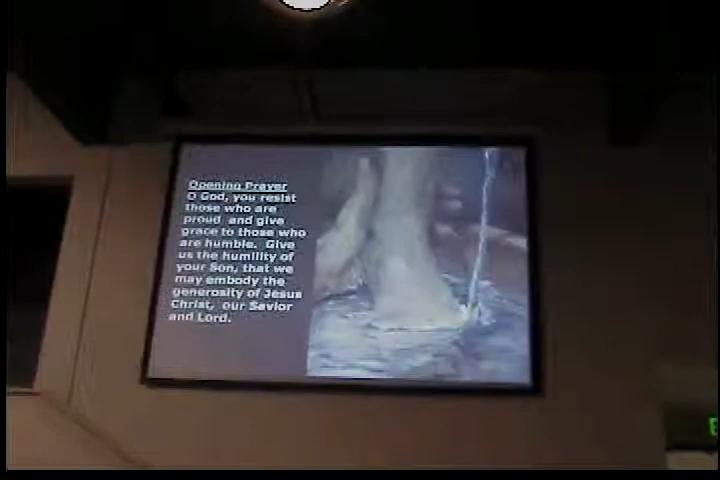 Opening Prayer
O God, you resist
those who are
proud and give
grace to those who
are humble. Give
us the humility of
your Son, that we
may embody the
generosity of Jesus
Christ, our Savior
and Lord.
E